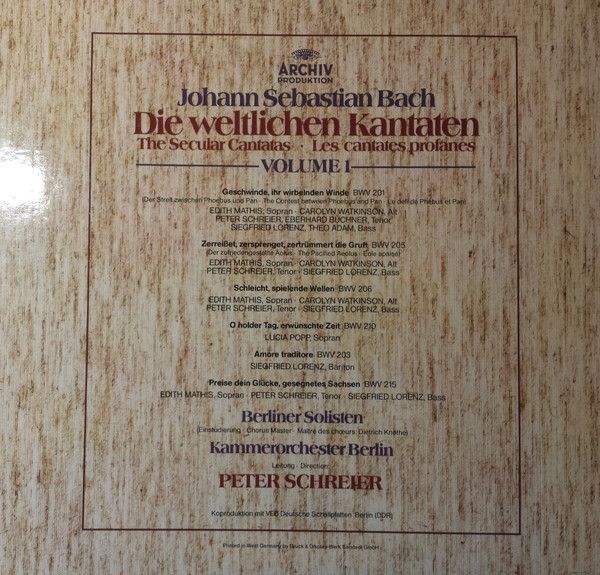 ARCHIV
PRODUKTION
Johann Sebastian Bach
Die weltlichen Kantaten
The Secular Cantatas · Les cantates profanes
VOLUME 1
Geschwinde, ihr wirbelnden Winde BWV 201
(Der Streit zwischen Phoebus und Pan · The Contest between Phoebus and Pan · Le défi de Phébus et Pan)
EDITH MATHIS, Sopran · CAROLYN WATKINSON, Alt
PETER SCHREIER, EBERHARD BÜCHNER, Tenor
SIEGFRIED LORENZ, THEO ADAM, Bass
Zerreißet, zersprenget, zertrümmert die Gruft BWV 205
(Der zufriedengestellte Aolus · The Pacified Aeolus · Eole apaisé)
EDITH MATHIS, Sopran · CAROLYN WATKINSON, Alt
PETER SCHREIER, Tenor · SIEGFRIED LORENZ, Bass
Schleicht, spielende Wellen BWV 206
EDITH MATHIS, Sopran · CAROLYN WATKINSON, Alt
PETER SCHREIER, Tenor · SIEGFRIED LORENZ, Bass
O holder Tag, erwünschte Zeit BWV 210
LUCIA POPP, Sopran
Amore traditore BWV 203
SIEGFRIED LORENZ, Bariton
Preise dein Glücke, gesegnetes Sachsen BWV 215
EDITH MATHIS, Sopran · PETER SCHREIER, Tenor · SIEGFRIED LORENZ, Bass
Berliner Solisten
(Einstudierung · Chorus Master · Maître des chœurs: Dietrich Knothe)
Kammerorchester Berlin
Leitung · Direction:
PETER SCHREIER
Koproduktion mit VEB Deutsche Schallplatten Berlin (DDR)
Printed in West Germany by Druck &